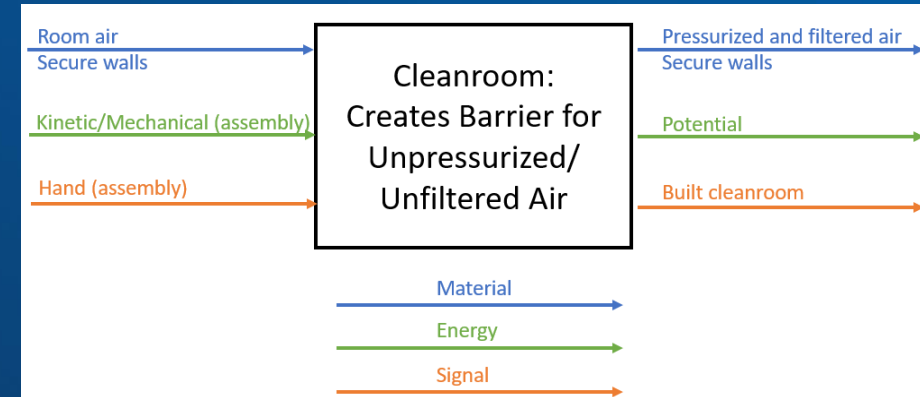 Room air
Secure walls
Kinetic/Mechanical (assembly)
Hand (assembly)
Cleanroom:
Creates Barrier for
Unpressurized/
Unfiltered Air
Pressurized and filtered air
Secure walls
Potential
Built cleanroom
Material
Energy
Signal